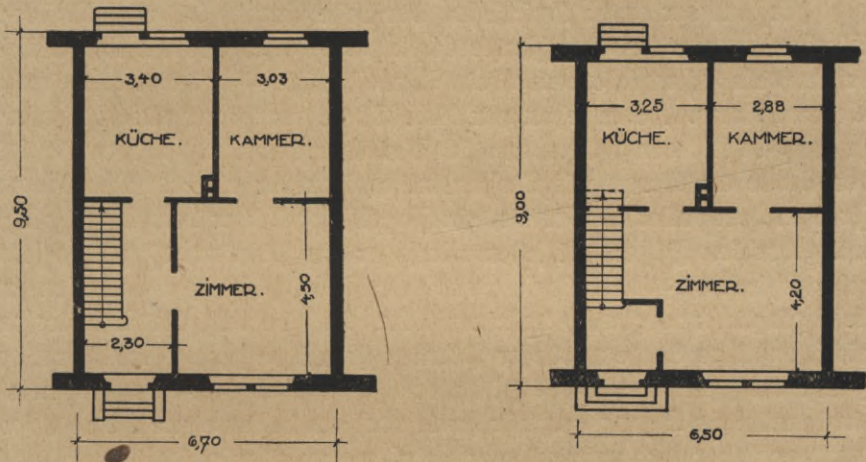 3,40
3,03
KÜCHE.
KAMMER.
9,50
ZIMMER.
4,50
2,30
6,70
3,25
2,88
KÜCHE.
KAMMER.
9,00
ZIMMER.
4,20
6,50